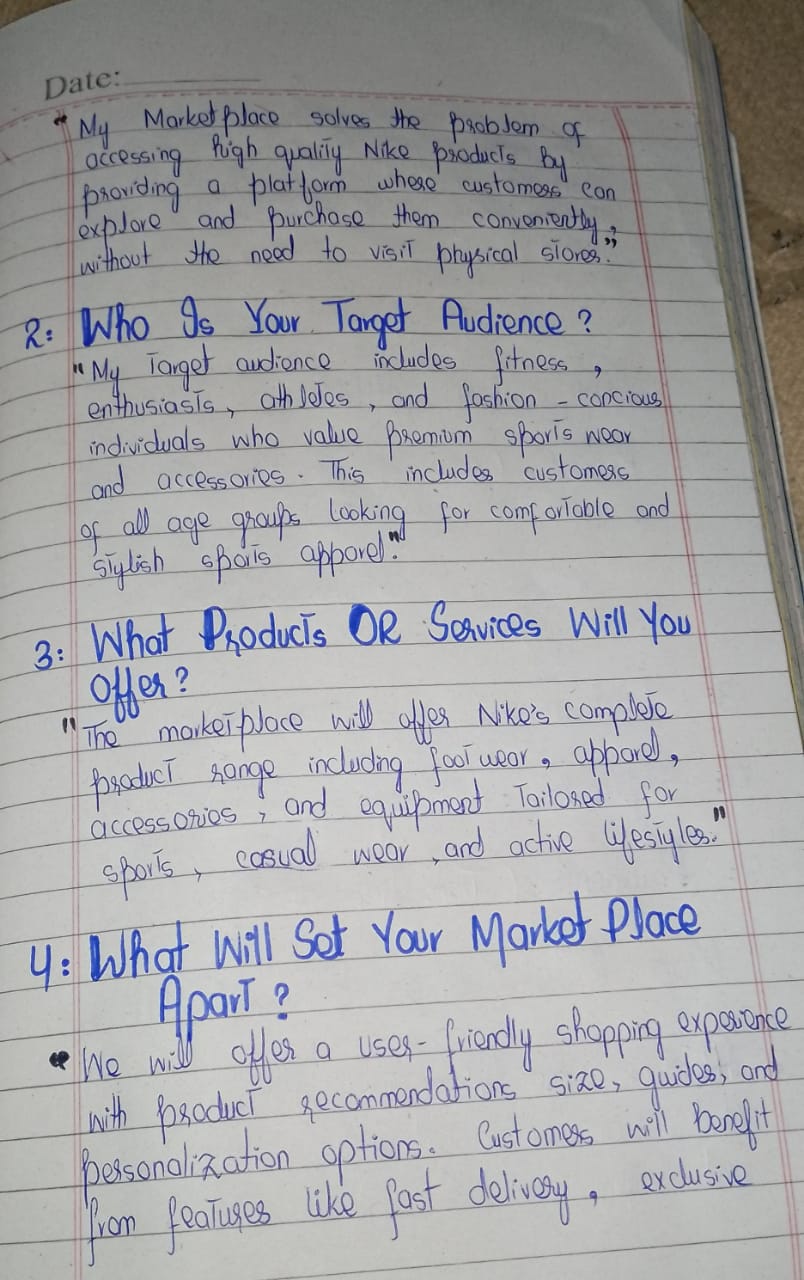 Date:
"My Marketplace solves the problem of
accessing high quality Nike products by
providing a platform where customers can
explore and purchase them conveniently,
without the need to visit physical stores."
2: Who Is Your Target Audience?
"My Target audience includes fitness,
enthusiasts, athletes, and fashion - concious
individuals who value premium sports wear
and accessories. This includes customers
of all age groups looking for comfortable and
stylish sports apparel."
3: What Products OR Services Will You
Offer?
"The marketplace will offer Nike's complete
product range including footwear, apparel,
accessories, and equipment Tailored for
sports, casual wear, and active lifestyles."
4: What Will Set Your Market Place
Apart?
"We will offer a user-friendly shopping experience
with product recommendations size, guides, and
personalization options. Customers will benefit
from features like fast delivery, exclusive